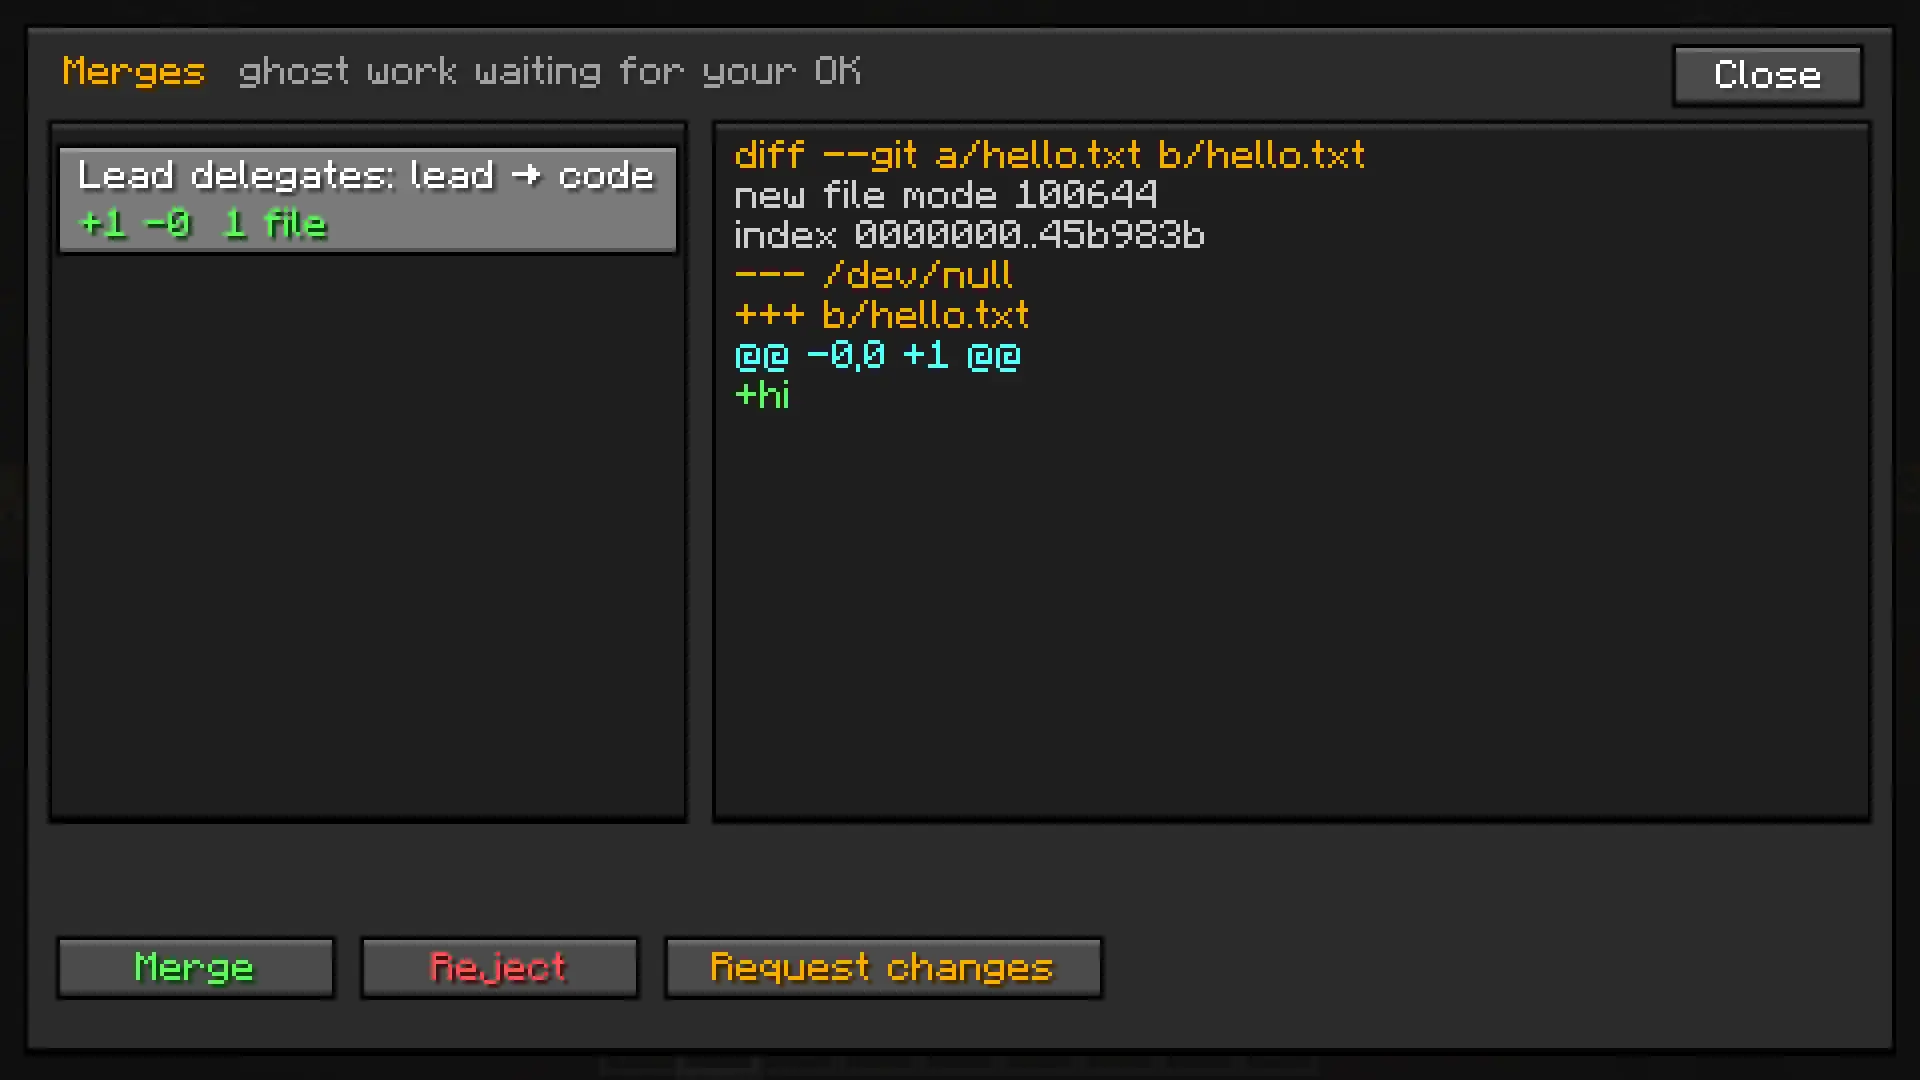 Merges ghost work waiting for your OK
Close
Lead delegates: lead → code
+1 -0 1 file
diff --git a/hello.txt b/hello.txt
new file mode 100644
index 0000000..45b983b
--- /dev/null
+++ b/hello.txt
@@ -0,0 +1 @@
+hi
Merge
Reject
Request changes